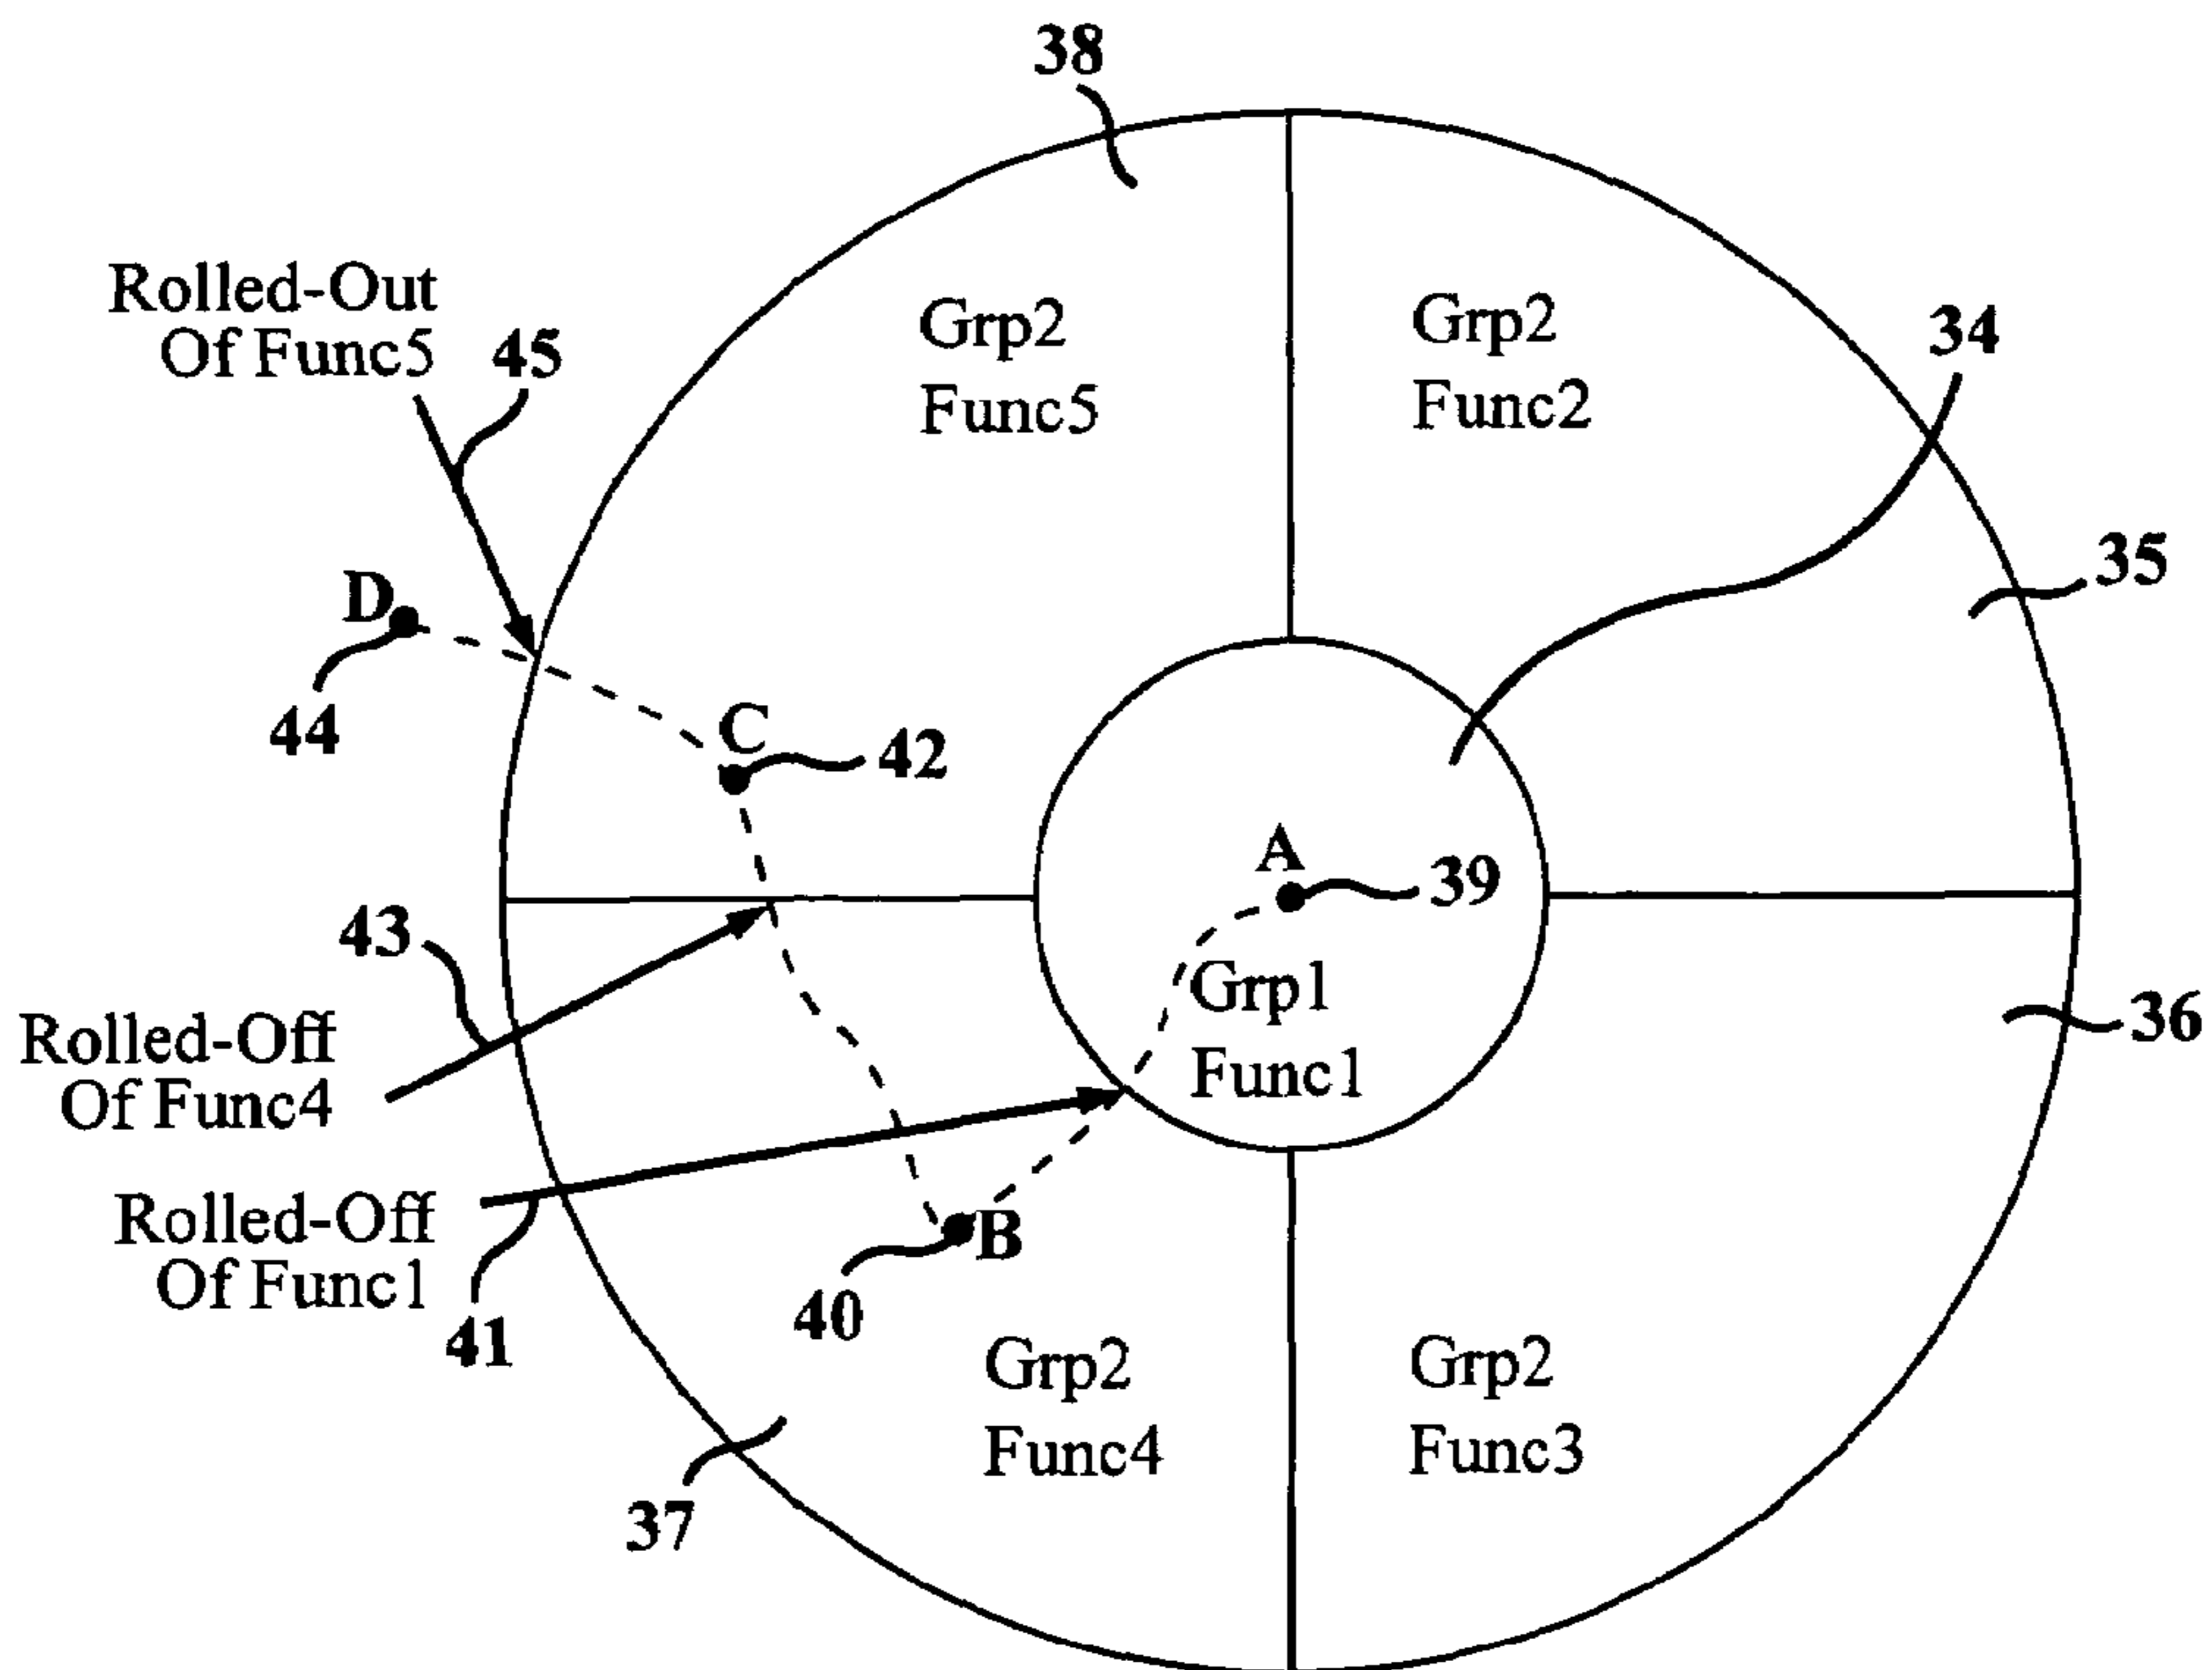 38
Rolled-Out
Of Func5
45
Grp2
Func5
Grp2
Func2
34
35
D
44
C
42
A
39
43
Grp1
Func1
36
Rolled-Off
Of Func4
Rolled-Off
Of Func1
41
B
40
Grp2
Func4
Grp2
Func3
37